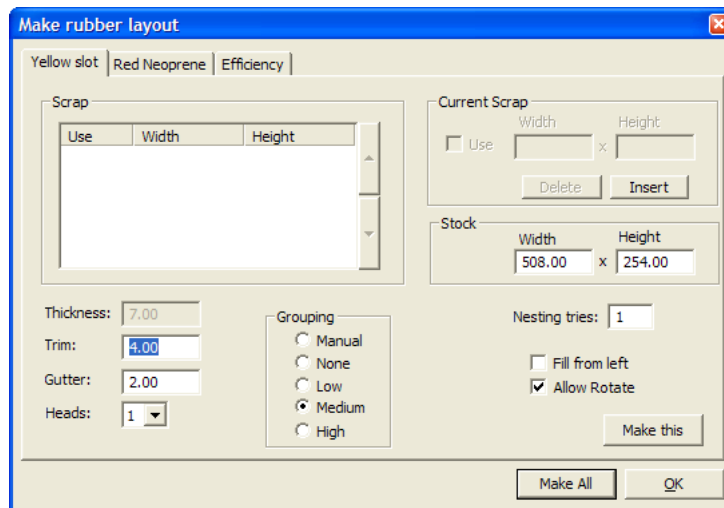 Make rubber layout
Yellow slot Red Neoprene Efficiency
Scrap
Use Width Height
Current Scrap
Width Height
Use x
Delete Insert
Stock
Width Height
508.00 x 254.00
Thickness: 7.00
Trim: 4.00
Gutter: 2.00
Heads: 1
Grouping
Manual
None
Low
Medium
High
Nesting tries: 1
Fill from left
Allow Rotate
Make this
Make All OK